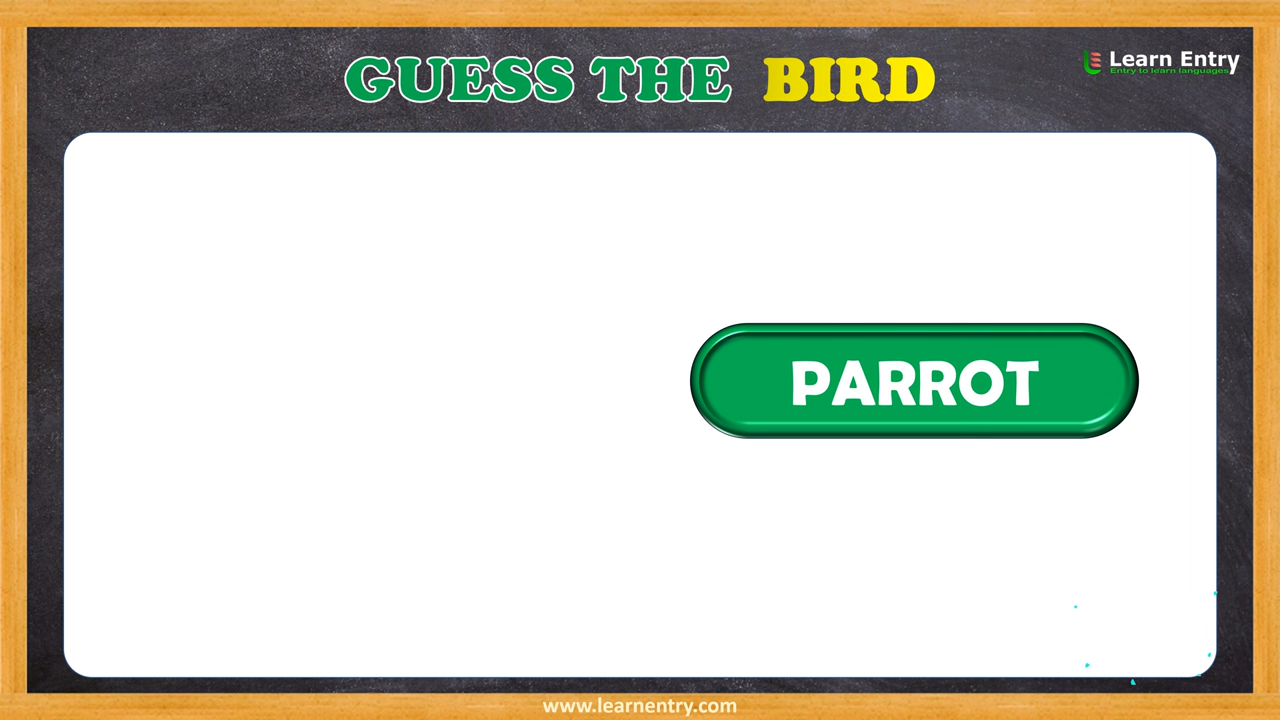 GUESS THE BIRD
Learn Entry
Entry to learn languages
PARROT
www.learnentry.com